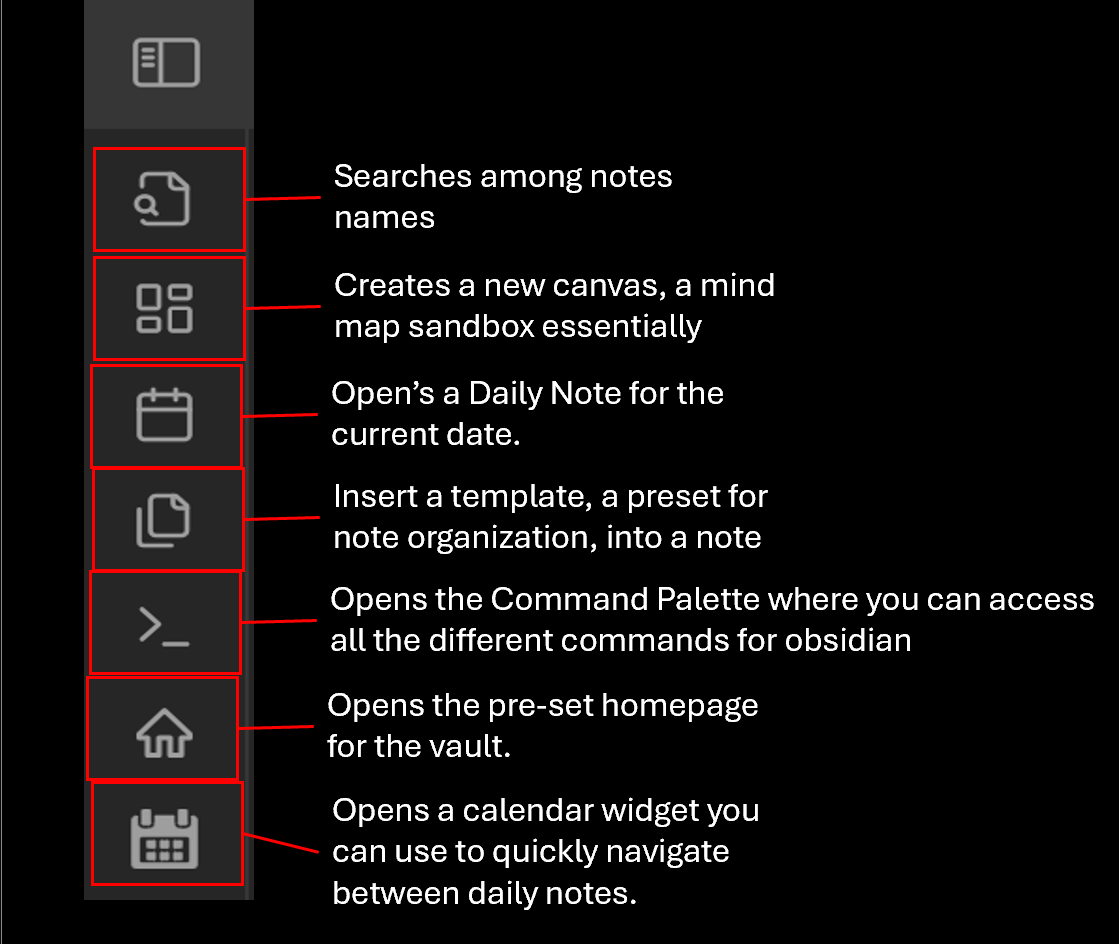 Searches among notes
names
Creates a new canvas, a mind
map sandbox essentially
Open’s a Daily Note for the
current date.
Insert a template, a preset for
note organization, into a note
Opens the Command Palette where you can access
all the different commands for obsidian
Opens the pre-set homepage
for the vault.
Opens a calendar widget you
can use to quickly navigate
between daily notes.